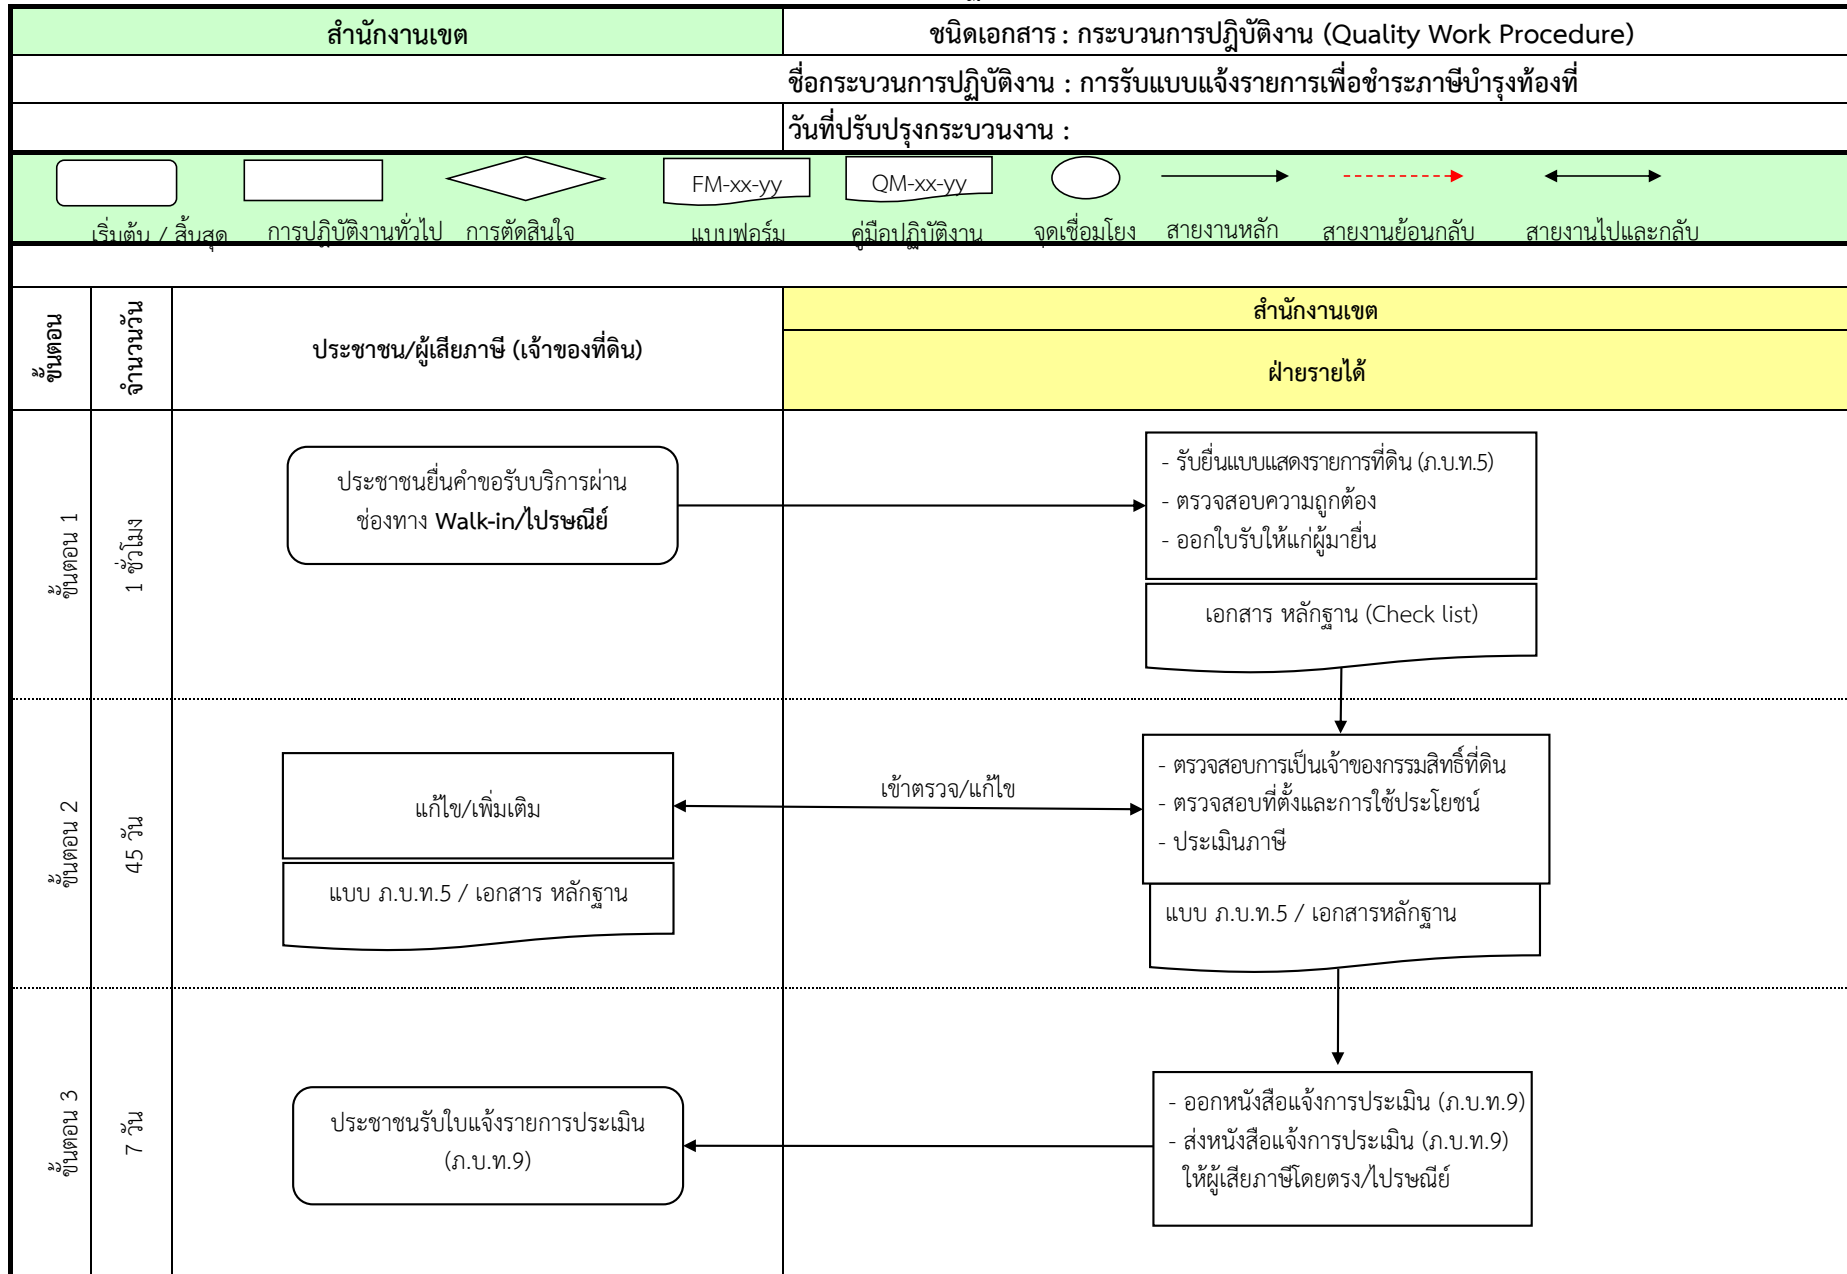 สำนักงานเขต
ชนิดเอกสาร : กระบวนการปฎิบัติงาน (Quality Work Procedure)
ชื่อกระบวนการปฏิบัติงาน : การรับแบบแจ้งรายการเพื่อชำระภาษีบำรุงท้องที่
วันที่ปรับปรุงกระบวนงาน :
FM-xx-yy
QM-xx-yy
เริ่มต้น / สิ้นสุด
การปฏิบัติงานทั่วไป
การตัดสินใจ
แบบฟอร์ม
คู่มือปฏิบัติงาน
จุดเชื่อมโยง
สายงานหลัก
สายงานย้อนกลับ
สายงานไปและกลับ
ขั้นตอน
จำนวนวัน
ประชาชน/ผู้เสียภาษี (เจ้าของที่ดิน)
สำนักงานเขต
ฝ่ายรายได้
ขั้นตอน 1
1 ชั่วโมง
ประชาชนยื่นคำขอรับบริการผ่าน
ช่องทาง Walk-in/ไปรษณีย์
- รับยื่นแบบแสดงรายการที่ดิน (ภ.บ.ท.5)
- ตรวจสอบความถูกต้อง
- ออกใบรับให้แก่ผู้มายื่น
เอกสาร หลักฐาน (Check list)
ขั้นตอน 2
45 วัน
แก้ไข/เพิ่มเติม
แบบ ภ.บ.ท.5 / เอกสาร หลักฐาน
เข้าตรวจ/แก้ไข
- ตรวจสอบการเป็นเจ้าของกรรมสิทธิ์ที่ดิน
- ตรวจสอบที่ตั้งและการใช้ประโยชน์
- ประเมินภาษี
แบบ ภ.บ.ท.5 / เอกสารหลักฐาน
ขั้นตอน 3
7 วัน
ประชาชนรับใบแจ้งรายการประเมิน
(ภ.บ.ท.9)
- ออกหนังสือแจ้งการประเมิน (ภ.บ.ท.9)
- ส่งหนังสือแจ้งการประเมิน (ภ.บ.ท.9)
ให้ผู้เสียภาษีโดยตรง/ไปรษณีย์